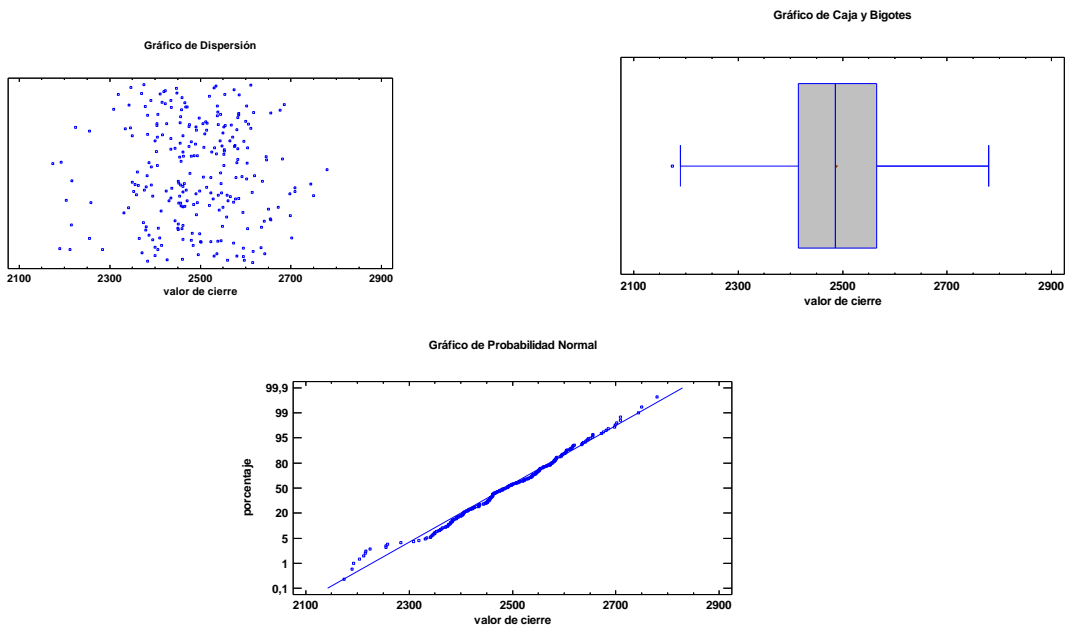 Gráfico de Dispersión
2100 2300 2500 2700 2900
valor de cierre
Gráfico de Caja y Bigotes
2100 2300 2500 2700 2900
valor de cierre
Gráfico de Probabilidad Normal
porcentaje
99,9
99
95
80
50
20
5
1
0,1
2100 2300 2500 2700 2900
valor de cierre